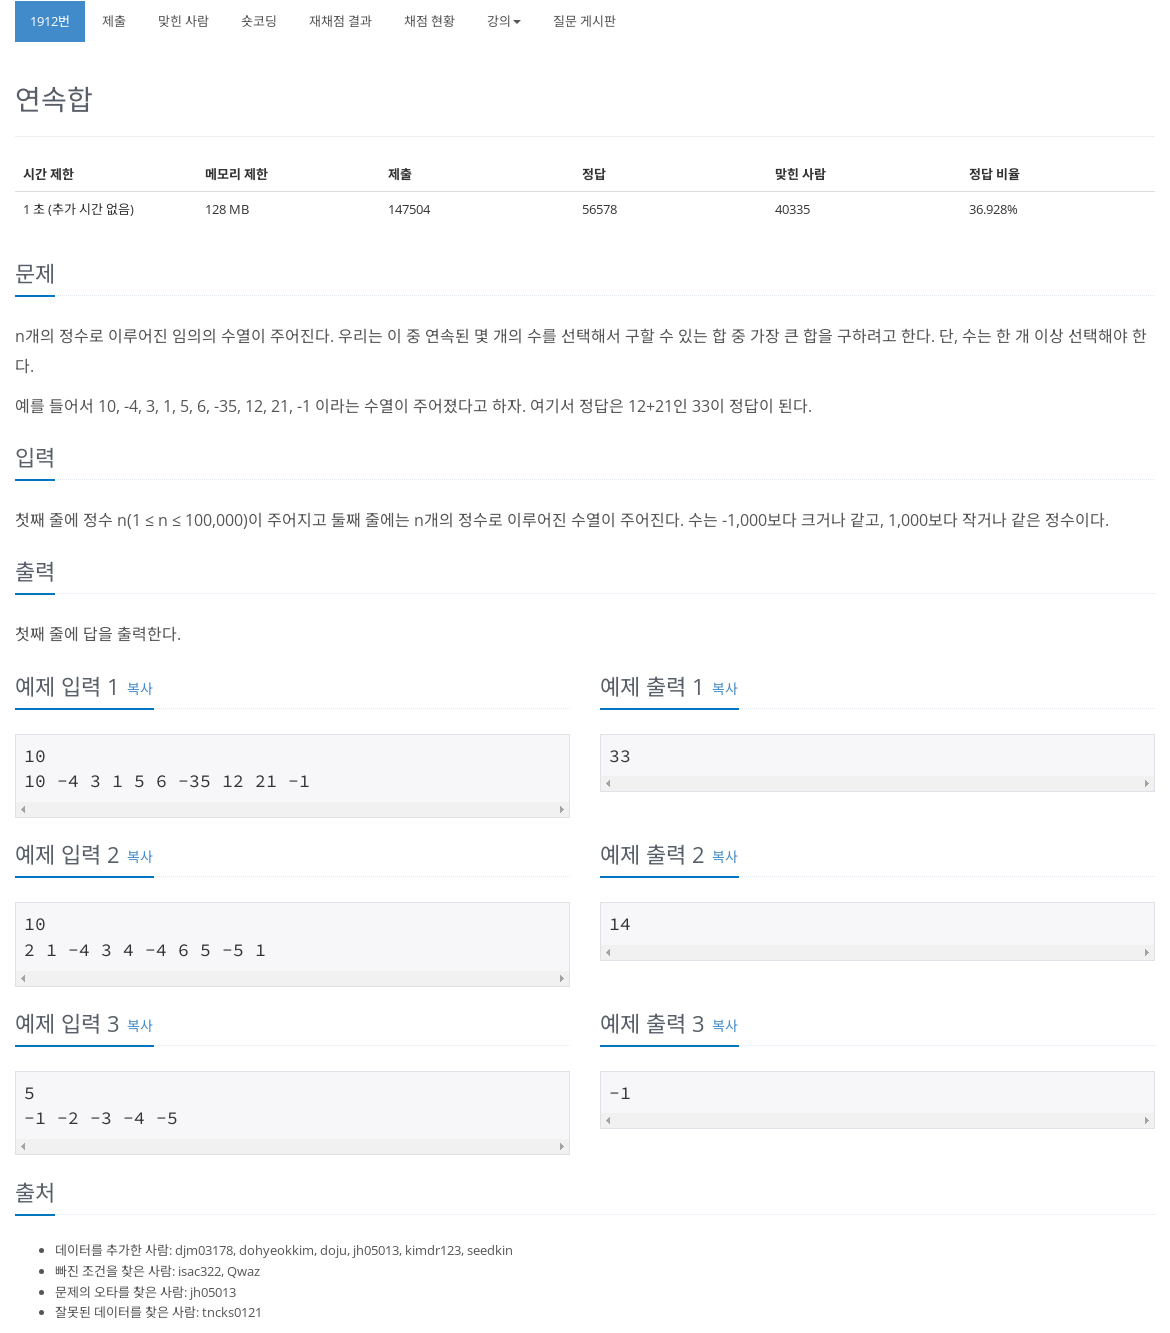 1912번 제출 맞힌 사람 숏코딩 재채점 결과 채점 현황 강의 질문 게시판
연속합
시간 제한 메모리 제한 제출 정답 맞힌 사람 정답 비율
1 초 (추가 시간 없음) 128 MB 147504 56578 40335 36.928%
문제
n개의 정수로 이루어진 임의의 수열이 주어진다. 우리는 이 중 연속된 몇 개의 수를 선택해서 구할 수 있는 합 중 가장 큰 합을 구하려고 한다. 단, 수는 한 개 이상 선택해야 한
다.
예를 들어서 10, -4, 3, 1, 5, 6, -35, 12, 21, -1 이라는 수열이 주어졌다고 하자. 여기서 정답은 12+21인 33이 정답이 된다.
입력
첫째 줄에 정수 n(1 ≤ n ≤ 100,000)이 주어지고 둘째 줄에는 n개의 정수로 이루어진 수열이 주어진다. 수는 -1,000보다 크거나 같고, 1,000보다 작거나 같은 정수이다.
출력
첫째 줄에 답을 출력한다.
예제 입력 1 복사
10
10 -4 3 1 5 6 -35 12 21 -1
예제 출력 1 복사
33
예제 입력 2 복사
10
2 1 -4 3 4 -4 6 5 -5 1
예제 출력 2 복사
14
예제 입력 3 복사
5
-1 -2 -3 -4 -5
예제 출력 3 복사
-1
출처
데이터를 추가한 사람: djm03178, dohyeokkim, doju, jh05013, kimdr123, seedkin
빠진 조건을 찾은 사람: isac322, Qwaz
문제의 오타를 찾은 사람: jh05013
잘못된 데이터를 찾은 사람: tncks0121